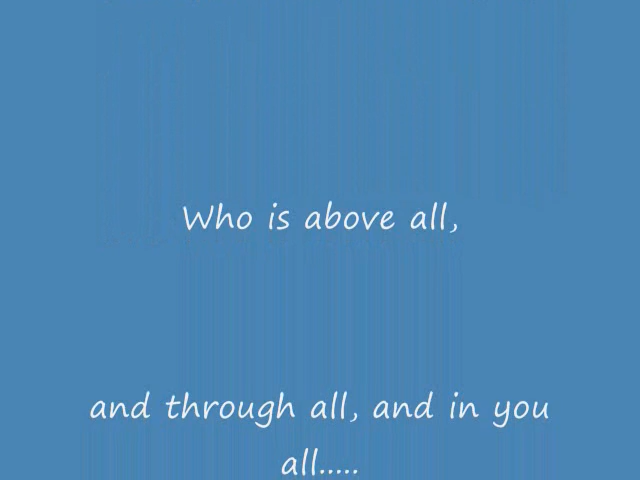 Who is above all,
and through all, and in you
all.....